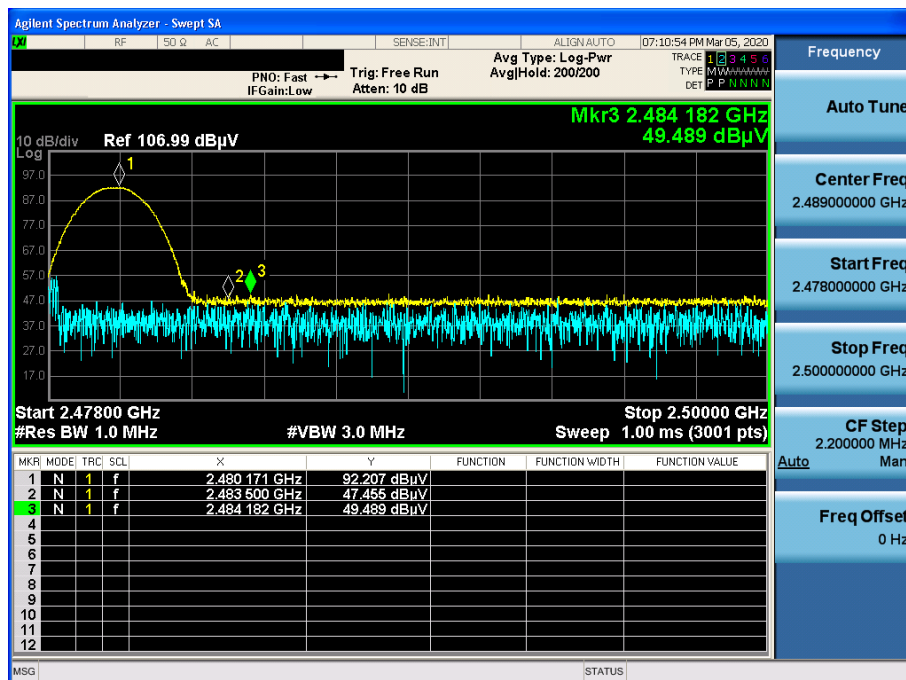 Agilent Spectrum Analyzer - Swept SA
LXI RF 50 Ω AC SENSE:INT ALIGN AUTO 07:10:54 PM Mar 05, 2020
PNO: Fast Trig: Free Run Avg Type: Log-Pwr TRACE 1 2 3 4 5 6
IFGain:Low Atten: 10 dB Avg|Hold: 200/200 TYPE MWWWWW
DET P P N N N N
Mkr3 2.484 182 GHz
49.489 dBµV
10 dB/div Ref 106.99 dBµV
Log
97.0
87.0
77.0
67.0
57.0
47.0
37.0
27.0
17.0
1
2
3
Start 2.47800 GHz Stop 2.50000 GHz
#Res BW 1.0 MHz #VBW 3.0 MHz Sweep 1.00 ms (3001 pts)
MKR MODE TRC SCL X Y FUNCTION FUNCTION WIDTH FUNCTION VALUE
1 N 1 f 2.480 171 GHz 92.207 dBµV
2 N 1 f 2.483 500 GHz 47.455 dBµV
3 N 1 f 2.484 182 GHz 49.489 dBµV
4
5
6
7
8
9
10
11
12
MSG STATUS
Frequency
Auto Tune
Center Freq
2.489000000 GHz
Start Freq
2.478000000 GHz
Stop Freq
2.500000000 GHz
CF Step
2.200000 MHz
Auto Man
Freq Offset
0 Hz